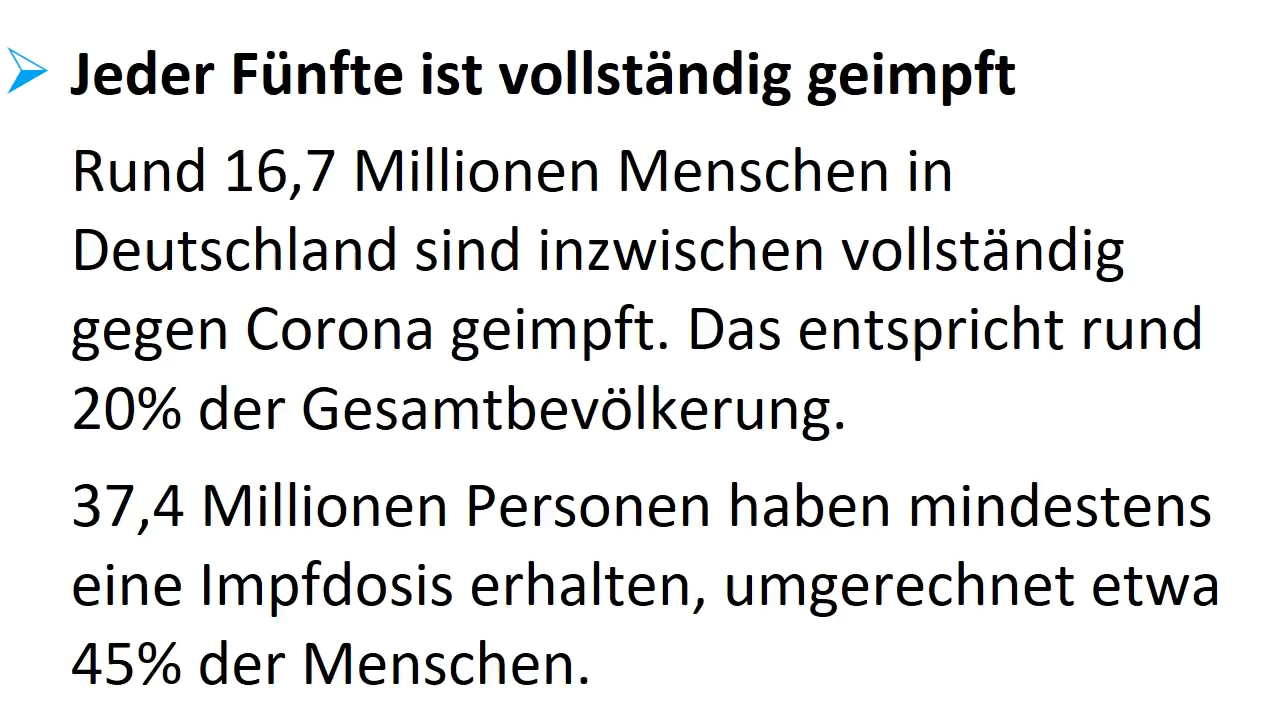 Jeder Fünfte ist vollständig geimpft
Rund 16,7 Millionen Menschen in
Deutschland sind inzwischen vollständig
gegen Corona geimpft. Das entspricht rund
20% der Gesamtbevölkerung.
37,4 Millionen Personen haben mindestens
eine Impfdosis erhalten, umgerechnet etwa
45% der Menschen.